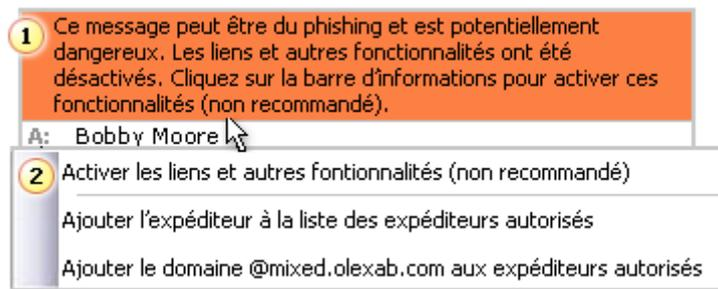 1
Ce message peut être du phishing et est potentiellement
dangereux. Les liens et autres fonctionnalités ont été
désactivés. Cliquez sur la barre d'informations pour activer ces
fonctionnalités (non recommandé).
A: Bobby Moore
2
Activer les liens et autres fontionnalités (non recommandé)
Ajouter l'expéditeur à la liste des expéditeurs autorisés
Ajouter le domaine @mixed.olexab.com aux expéditeurs autorisés